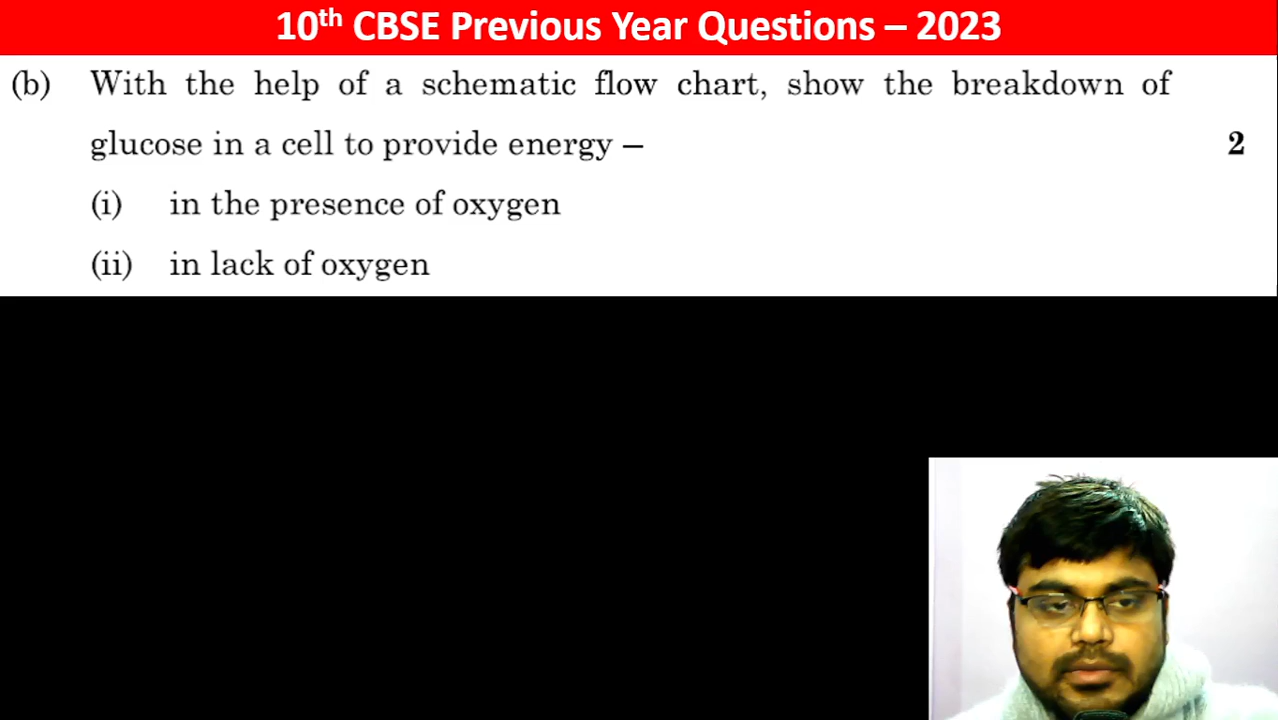 10th CBSE Previous Year Questions – 2023
(b) With the help of a schematic flow chart, show the breakdown of
glucose in a cell to provide energy – 2
(i) in the presence of oxygen
(ii) in lack of oxygen